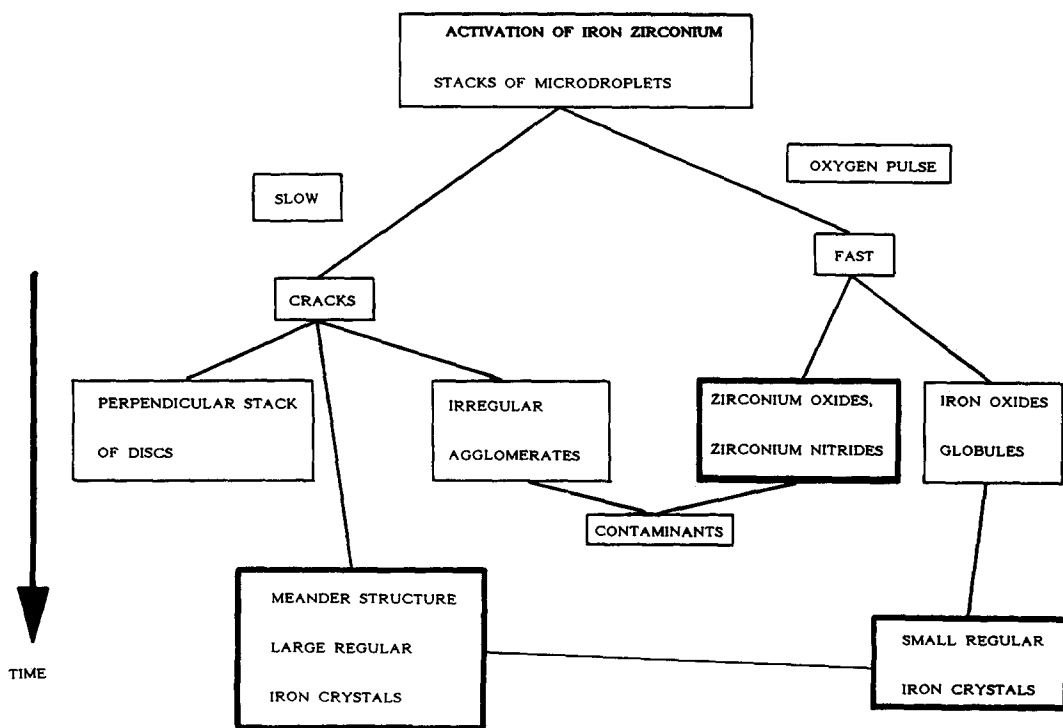 ACTIVATION OF IRON ZIRCONIUM
STACKS OF MICRODROPLETS
OXYGEN PULSE
SLOW
FAST
CRACKS
PERPENDICULAR STACK
OF DISCS
IRREGULAR
AGGLOMERATES
ZIRCONIUM OXIDES,
ZIRCONIUM NITRIDES
IRON OXIDES
GLOBULES
CONTAMINANTS
MEANDER STRUCTURE
LARGE REGULAR
IRON CRYSTALS
SMALL REGULAR
IRON CRYSTALS
TIME